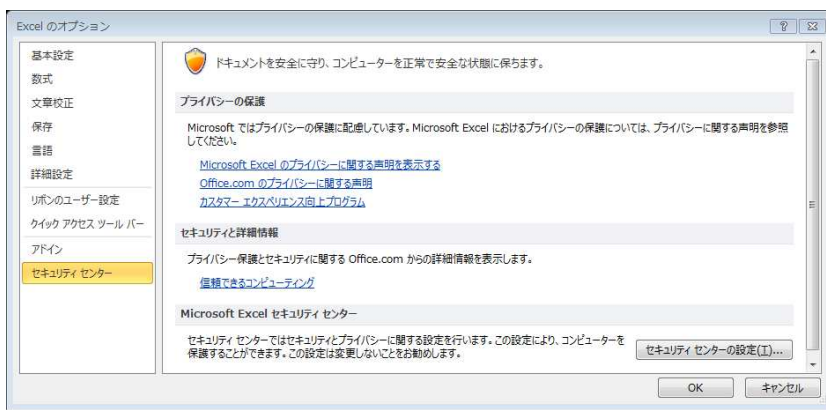 Excel のオプション
基本設定
数式
文章校正
保存
言語
詳細設定
リボンのユーザー設定
クイック アクセス ツール バー
アドイン
セキュリティ センター
ドキュメントを安全に守り、コンピューターを正常で安全な状態に保ちます。
プライバシーの保護
Microsoft ではプライバシーの保護に配慮しています。Microsoft Excel におけるプライバシーの保護については、プライバシーに関する声明を参照
してください。
Microsoft Excel のプライバシーに関する声明を表示する
Office.com のプライバシーに関する声明
カスタマー エクスペリエンス向上プログラム
セキュリティと詳細情報
プライバシー保護とセキュリティに関する Office.com からの詳細情報を表示します。
信頼できるコンピューティング
Microsoft Excel セキュリティ センター
セキュリティ センターではセキュリティとプライバシーに関する設定を行います。この設定により、コンピューターを
保護することができます。この設定は変更しないことをお勧めします。
セキュリティ センターの設定(T)...
OK
キャンセル